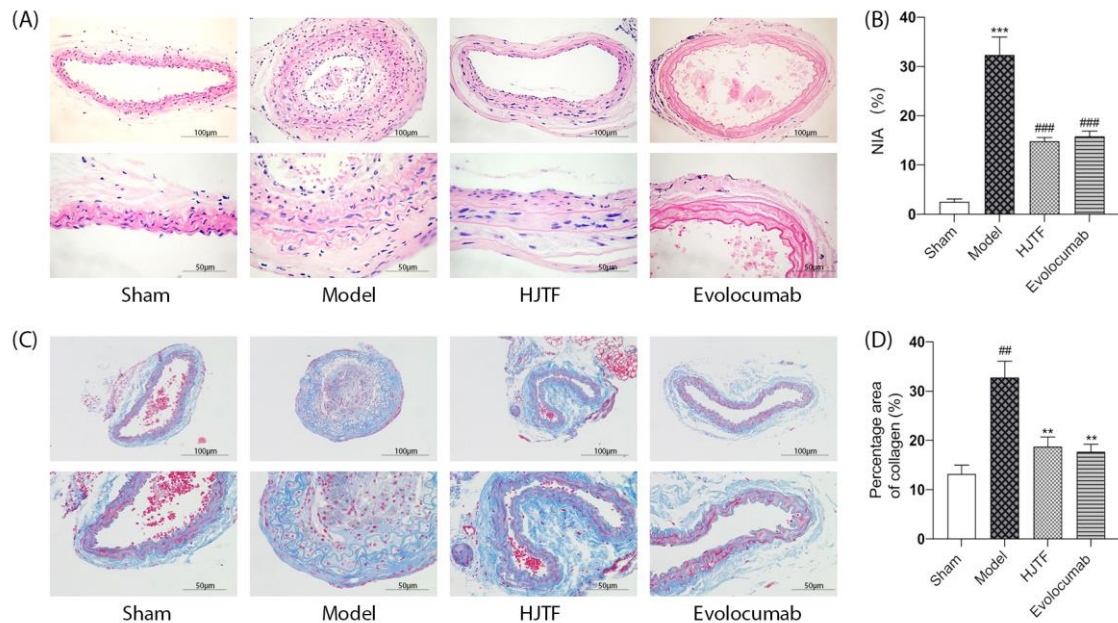 (A)
100μm
100μm
100μm
100μm
50μm
50μm
50μm
50μm
Sham
Model
HJTF
Evolocumab
(B)
NIA (%)
40
30
20
10
0
***
###
###
Sham
Model
HJTF
Evolocumab
(C)
100μm
100μm
100μm
100μm
50μm
50μm
50μm
50μm
Sham
Model
HJTF
Evolocumab
(D)
Percentage area
of collagen (%)
40
30
20
10
0
##
**
**
Sham
Model
HJTF
Evolocumab